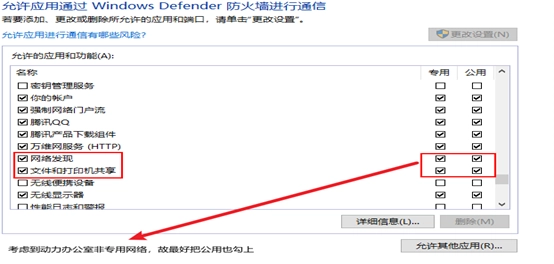 允许应用通过 Windows Defender 防火墙进行通信
若要添加、更改或删除所允许的应用和端口，请单击"更改设置"。
允许应用进行通信有哪些风险?
更改设置(N)
允许的应用和功能(A):
名称 专用 公用
密钥管理服务
你的帐户
强制网络门户流
腾讯QQ
腾讯产品下载组件
万维网服务 (HTTP)
网络发现
文件和打印机共享
无线便携设备
无线显示器
性能日志和警报
详细信息(L)...
删除(M)
考虑到动力办公室非专用网络，故最好把公用也勾上
允许其他应用(R)...